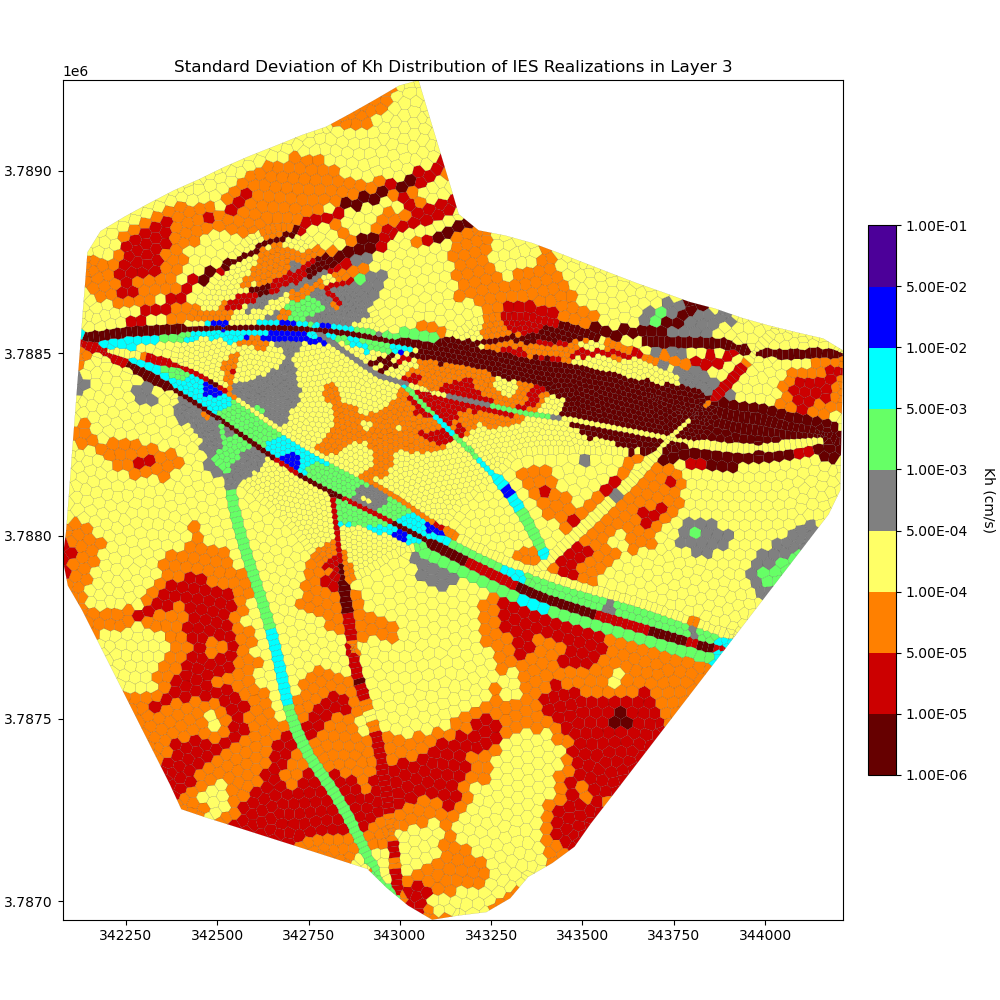 Standard Deviation of Kh Distribution of IES Realizations in Layer 3
1e6
3.7890
3.7885
3.7880
3.7875
3.7870
342250 342500 342750 343000 343250 343500 343750 344000
1.00E-01
5.00E-02
1.00E-02
5.00E-03
1.00E-03
5.00E-04
1.00E-04
5.00E-05
1.00E-05
1.00E-06
Kh (cm/s)